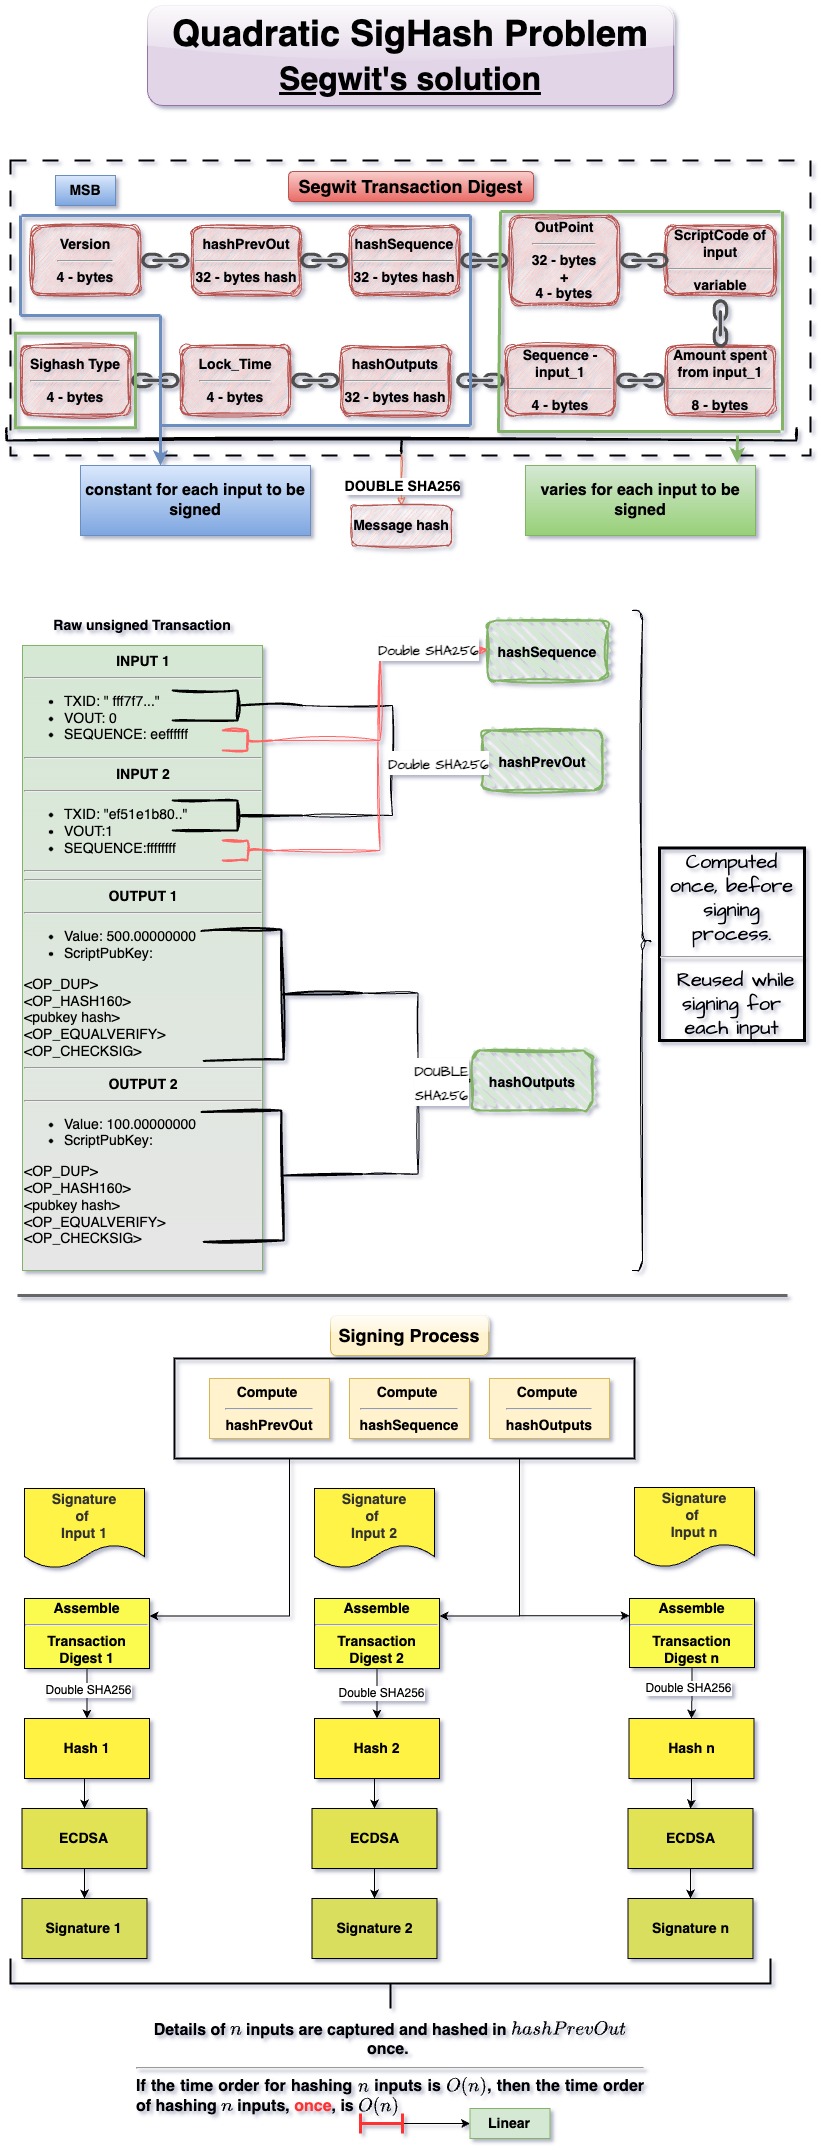 Quadratic SigHash Problem
Segwit's solution
MSB
Segwit Transaction Digest
Version
4 - bytes
hashPrevOut
32 - bytes hash
hashSequence
32 - bytes hash
OutPoint
32 - bytes
+
4 - bytes
ScriptCode of
input
variable
Sighash Type
4 - bytes
Lock_Time
4 - bytes
hashOutputs
32 - bytes hash
Sequence -
input_1
4 - bytes
Amount spent
from input_1
8 - bytes
constant for each input to be
signed
DOUBLE SHA256
Message hash
varies for each input to be
signed
Raw unsigned Transaction
INPUT 1
• TXID: " fff7f7..."
• VOUT: 0
• SEQUENCE: eeffffff
INPUT 2
• TXID: "ef51e1b80.."
• VOUT:1
• SEQUENCE:ffffffff
OUTPUT 1
• Value: 500.00000000
• ScriptPubKey:
<OP_DUP>
<OP_HASH160>
<pubkey hash>
<OP_EQUALVERIFY>
<OP_CHECKSIG>
OUTPUT 2
• Value: 100.00000000
• ScriptPubKey:
<OP_DUP>
<OP_HASH160>
<pubkey hash>
<OP_EQUALVERIFY>
<OP_CHECKSIG>
Double SHA256
hashSequence
Double SHA256
hashPrevOut
DOUBLE
SHA256
hashOutputs
Computed
once, before
signing
process.
Reused while
signing for
each input
Signing Process
Compute
hashPrevOut
Compute
hashSequence
Compute
hashOutputs
Signature
of
Input 1
Signature
of
Input 2
Signature
of
Input n
Assemble
Transaction
Digest 1
Assemble
Transaction
Digest 2
Assemble
Transaction
Digest n
Double SHA256
Double SHA256
Double SHA256
Hash 1
Hash 2
Hash n
ECDSA
ECDSA
ECDSA
Signature 1
Signature 2
Signature n
Details of n inputs are captured and hashed in hashPrevOut
once.
If the time order for hashing n inputs is O(n), then the time order
of hashing n inputs, once, is O(n)
Linear